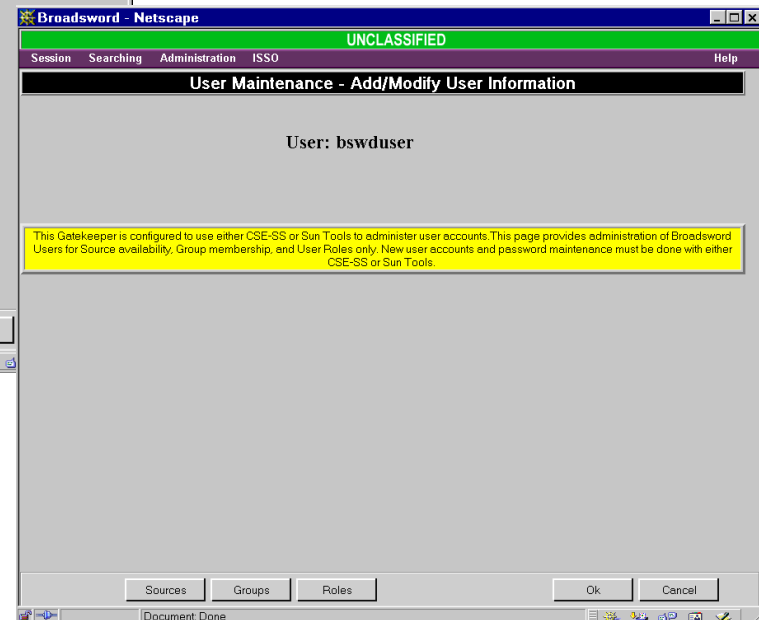 Broadsword - Netscape
UNCLASSIFIED
Session Searching Administration ISSO Help
User Maintenance - Add/Modify User Information
User: bswduser
This Gatekeeper is configured to use either CSE-SS or Sun Tools to administer user accounts.This page provides administration of Broadsword
Users for Source availability, Group membership, and User Roles only. New user accounts and password maintenance must be done with either
CSE-SS or Sun Tools.
Sources Groups Roles Ok Cancel
Document: Done